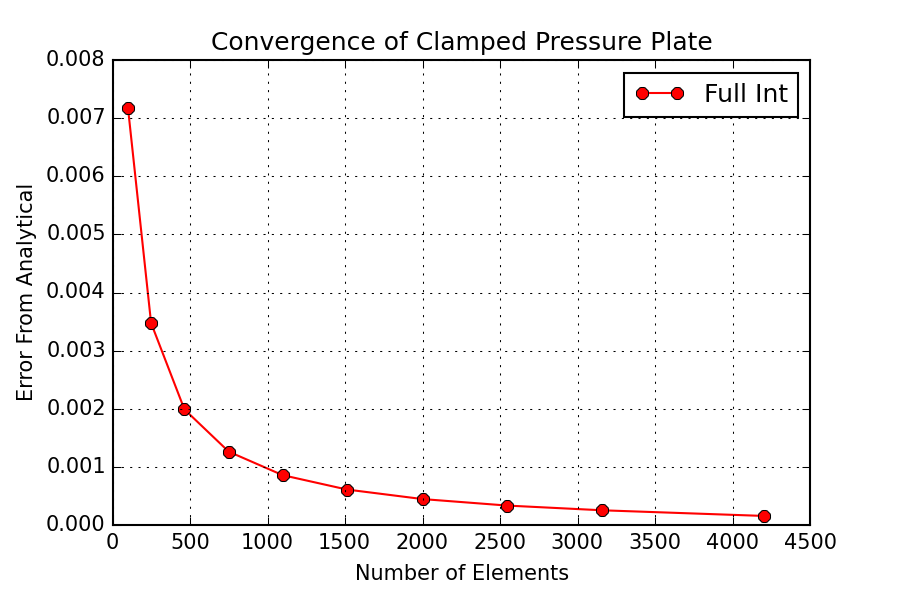 Convergence of Clamped Pressure Plate
Full Int
0.008
0.007
0.006
0.005
0.004
0.003
0.002
0.001
0.000
Error From Analytical
0 500 1000 1500 2000 2500 3000 3500 4000 4500
Number of Elements